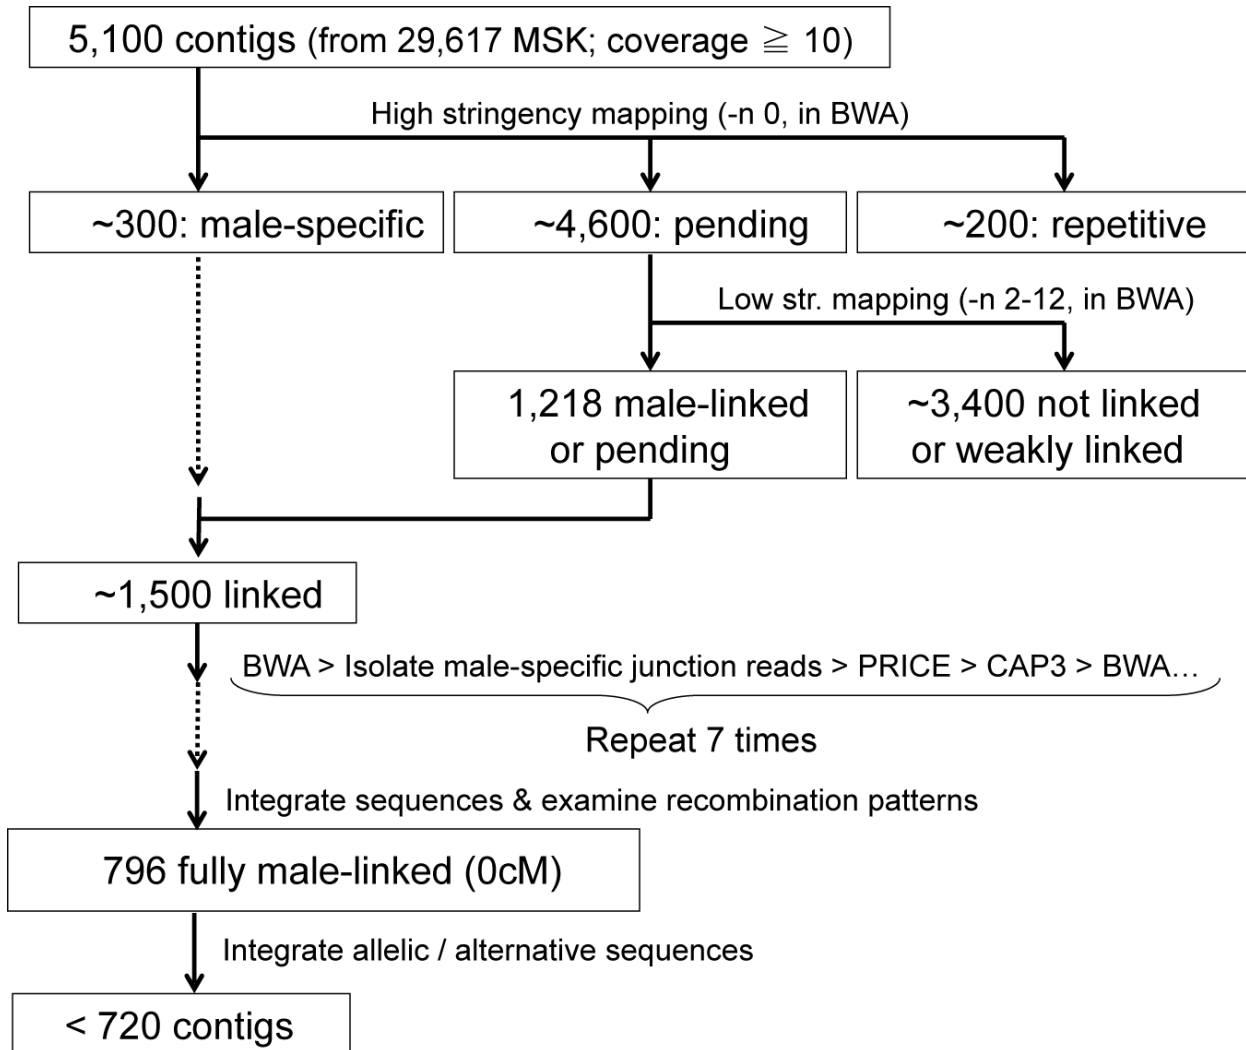 5,100 contigs (from 29,617 MSK; coverage ≧ 10)
High stringency mapping (-n 0, in BWA)
~300: male-specific
~4,600: pending
~200: repetitive
Low str. mapping (-n 2-12, in BWA)
1,218 male-linked
or pending
~3,400 not linked
or weakly linked
~1,500 linked
BWA > Isolate male-specific junction reads > PRICE > CAP3 > BWA…
Repeat 7 times
Integrate sequences & examine recombination patterns
796 fully male-linked (0cM)
Integrate allelic / alternative sequences
< 720 contigs